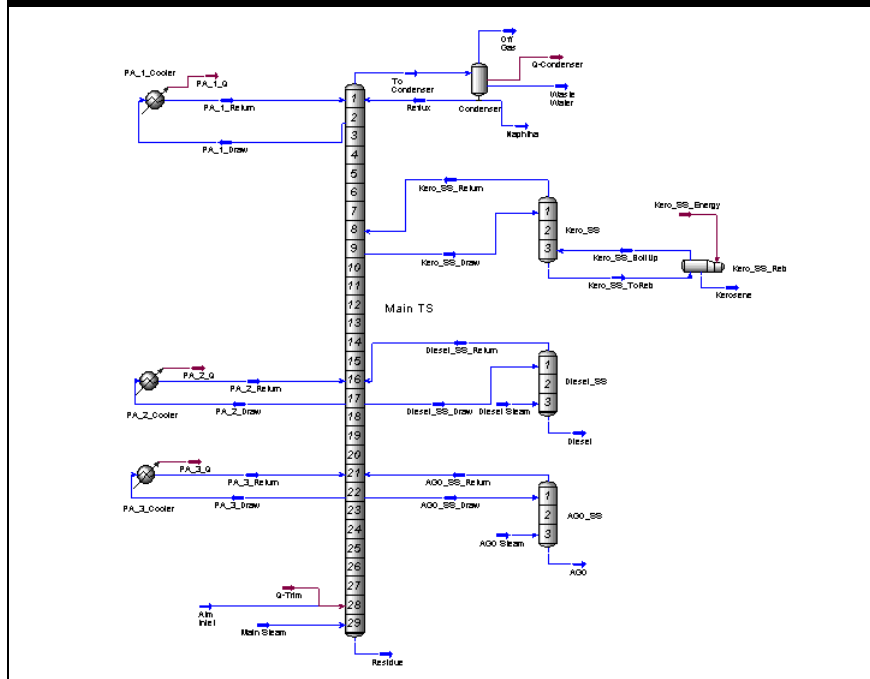 Off
Gas
PA_1_Cooler
PA_1_Q
To
Condenser
Q-Condenser
PA_1_Return
1
Reflux
Condenser
Waste
Water
2
Naphtha
3
PA_1_Draw
4
5
6
Kero_SS_Return
7
1
Kero_SS_Energy
8
2
Kero_SS
9
Kero_SS_Draw
3
Kero_SS_BoilUp
10
Kero_SS_Reb
11
Kero_SS_ToReb
Kerosene
12
Main TS
13
14
Diesel_SS_Return
15
1
PA_2_Q
16
2
Diesel_SS
PA_2_Return
17
3
PA_2_Cooler
PA_2_Draw
Diesel_SS_Draw
Diesel Steam
18
19
Diesel
20
PA_3_Q
21
PA_3_Return
AGO_SS_Return
22
1
PA_3_Cooler
PA_3_Draw
AGO_SS_Draw
23
2
AGO_SS
24
3
25
AGO Steam
26
AGO
27
Q-Trim
28
Atm
Inlet
29
Main Steam
Residue